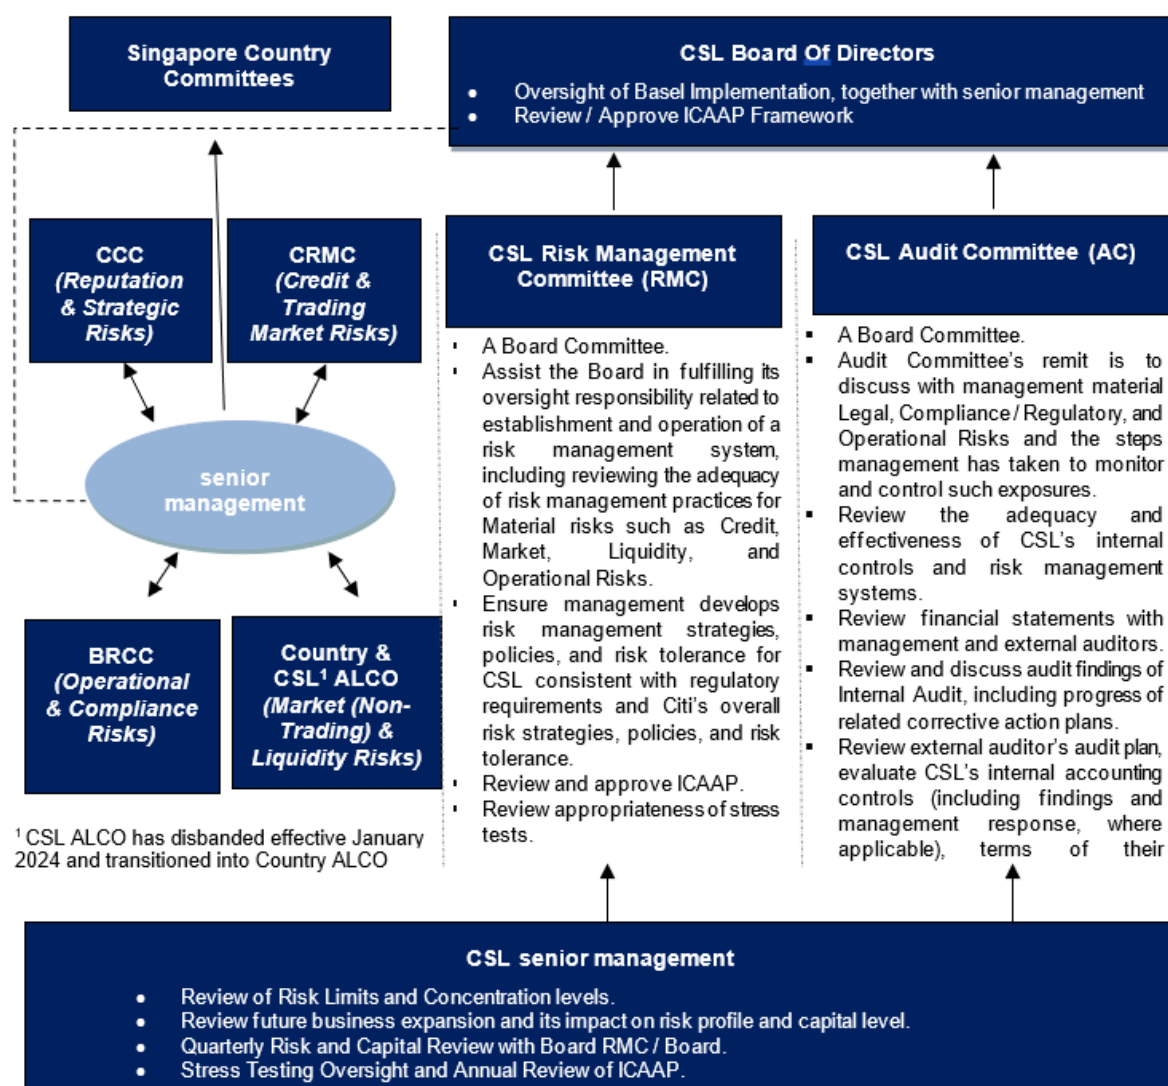 Singapore Country
Committees
CSL Board Of Directors
● Oversight of Basel Implementation, together with senior management
● Review / Approve ICAAP Framework
CCC
(Reputation
& Strategic
Risks)
CRMC
(Credit &
Trading
Market Risks)
senior
management
BRCC
(Operational
& Compliance
Risks)
Country &
CSL¹ ALCO
(Market (Non-
Trading) &
Liquidity Risks)
¹ CSL ALCO has disbanded effective January
2024 and transitioned into Country ALCO
CSL Risk Management
Committee (RMC)
▪ A Board Committee.
▪ Assist the Board in fulfilling its
oversight responsibility related to
establishment and operation of a
risk management system,
including reviewing the adequacy
of risk management practices for
Material risks such as Credit,
Market, Liquidity, and
Operational Risks.
▪ Ensure management develops
risk management strategies,
policies, and risk tolerance for
CSL consistent with regulatory
requirements and Citi's overall
risk strategies, policies, and risk
tolerance.
▪ Review and approve ICAAP.
▪ Review appropriateness of stress
tests.
CSL Audit Committee (AC)
▪ A Board Committee.
▪ Audit Committee's remit is to
discuss with management material
Legal, Compliance / Regulatory, and
Operational Risks and the steps
management has taken to monitor
and control such exposures.
▪ Review the adequacy and
effectiveness of CSL's internal
controls and risk management
systems.
▪ Review financial statements with
management and external auditors.
▪ Review and discuss audit findings of
Internal Audit, including progress of
related corrective action plans.
▪ Review external auditor's audit plan,
evaluate CSL's internal accounting
controls (including findings and
management response, where
applicable), terms of their
CSL senior management
● Review of Risk Limits and Concentration levels.
● Review future business expansion and its impact on risk profile and capital level.
● Quarterly Risk and Capital Review with Board RMC / Board.
● Stress Testing Oversight and Annual Review of ICAAP.